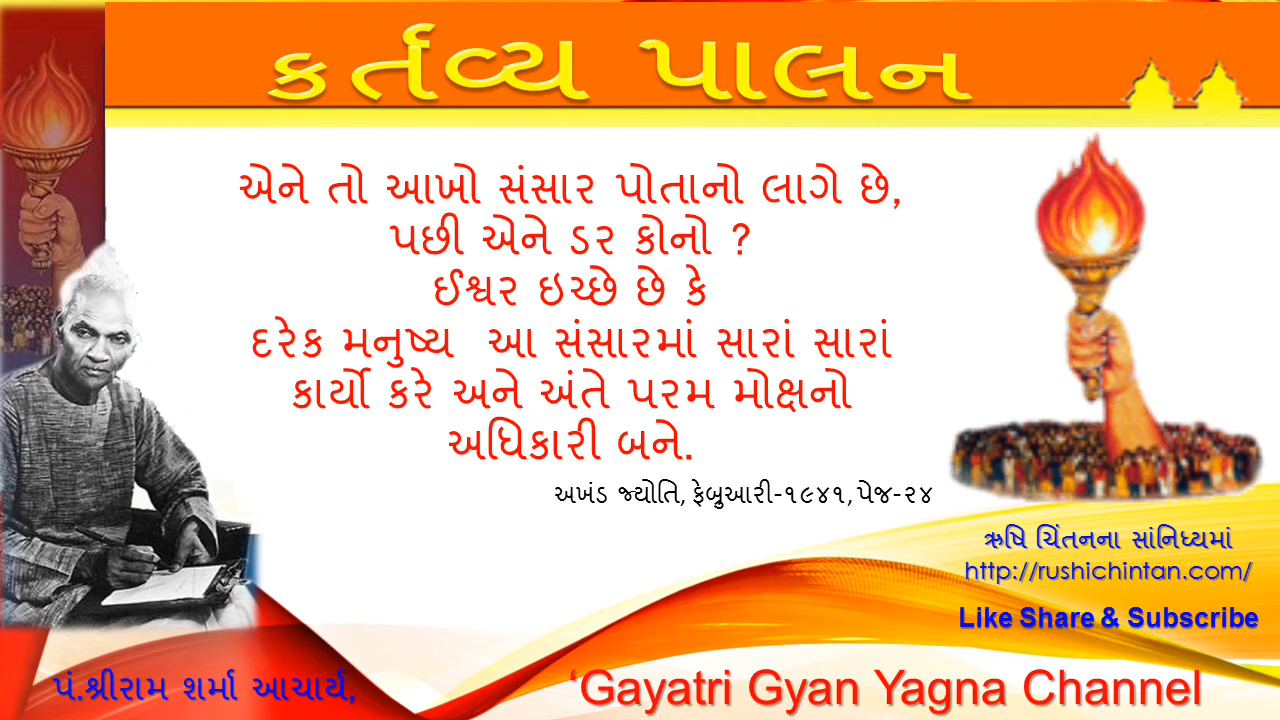 કર્તવ્ય પાલન
એને તો આખો સંસાર પોતાનો લાગે છે,
પછી એને ડર કોનો ?
ઈશ્વર ઇચ્છે છે કે
દરેક મનુષ્ય આ સંસારમાં સારાં સારાં
કાર્યો કરે અને અંતે પરમ મોક્ષનો
અધિકારી બને.
અખંડ જ્યોતિ, ફેબ્રુઆરી-૧૯૪૧, પેજ-૨૪
ઋષિ ચિંતનના સાંનિધ્યમાં
http://rushichintan.com/
Like Share & Subscribe
પં.શ્રીરામ શર્મા આચાર્ય,
‘Gayatri Gyan Yagna Channel